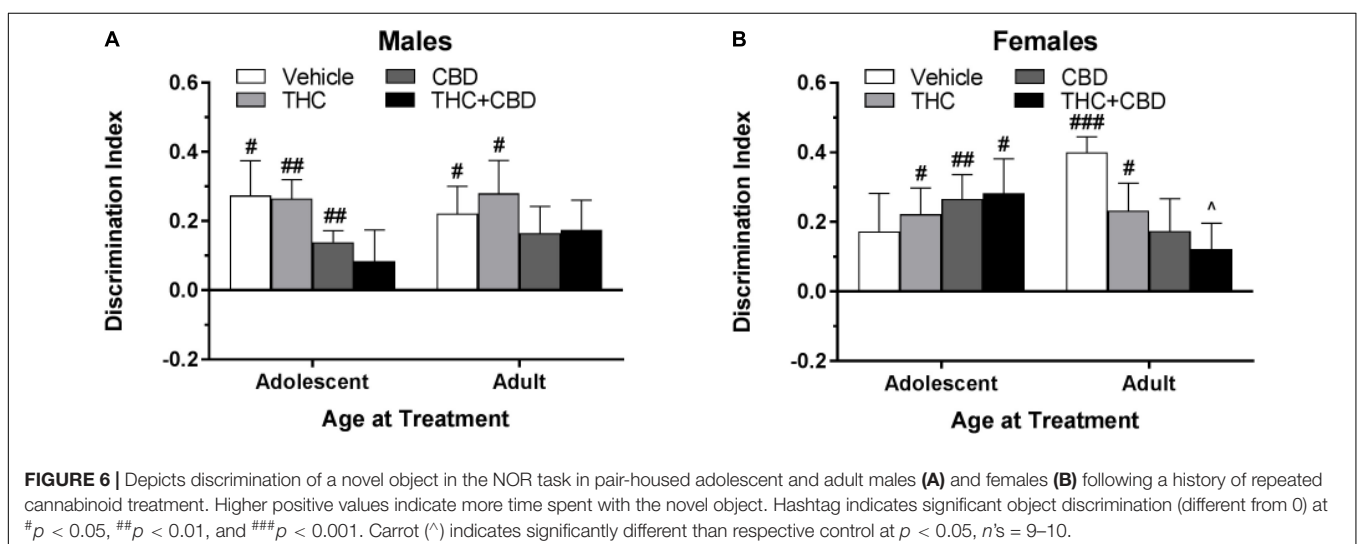 A
Males
Vehicle
CBD
THC
THC+CBD
Discrimination Index
0.6
0.4
0.2
0.0
-0.2
#
##
##
#
#
Adolescent
Adult
Age at Treatment
B
Females
Vehicle
CBD
THC
THC+CBD
Discrimination Index
0.6
0.4
0.2
0.0
-0.2
#
##
#
###
#
^
Adolescent
Adult
Age at Treatment
FIGURE 6 | Depicts discrimination of a novel object in the NOR task in pair-housed adolescent and adult males (A) and females (B) following a history of repeated
cannabinoid treatment. Higher positive values indicate more time spent with the novel object. Hashtag indicates significant object discrimination (different from 0) at
#p < 0.05, ##p < 0.01, and ###p < 0.001. Carrot (^) indicates significantly different than respective control at p < 0.05, n's = 9–10.